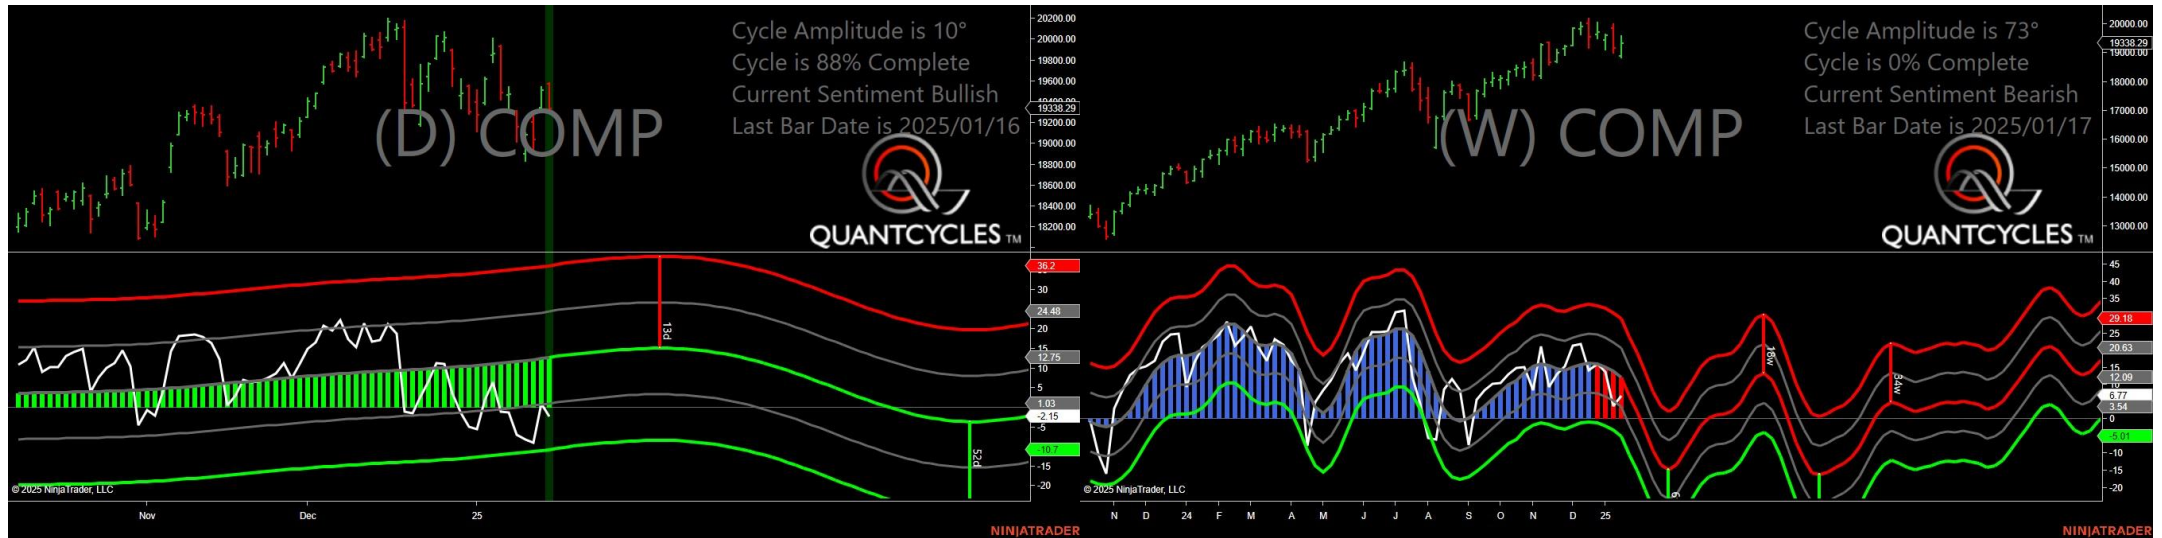 Cycle Amplitude is 10°
Cycle is 88% Complete
Current Sentiment Bullish
Last Bar Date is 2025/01/16
(D) COMP
QUANTCYCLES TM
20200.00
20000.00
19800.00
19600.00
19400.00
19338.29
19200.00
19000.00
18800.00
18600.00
18400.00
18200.00
36.2
30
24.48
20
15
12.75
10
5
1.03
-2.15
-5
-10.7
-15
-20
13d
52d
© 2025 NinjaTrader, LLC
Nov
Dec
25
NINJATRADER
Cycle Amplitude is 73°
Cycle is 0% Complete
Current Sentiment Bearish
Last Bar Date is 2025/01/17
(W) COMP
QUANTCYCLES TM
20000.00
19338.29
19000.00
18000.00
17000.00
16000.00
15000.00
14000.00
13000.00
45
40
35
29.18
25
20.63
15
12.09
10
6.77
3.54
0
-5.01
-10
-15
-20
18w
34w
© 2025 NinjaTrader, LLC
N
D
24
F
M
A
M
J
J
A
S
O
N
D
25
NINJATRADER